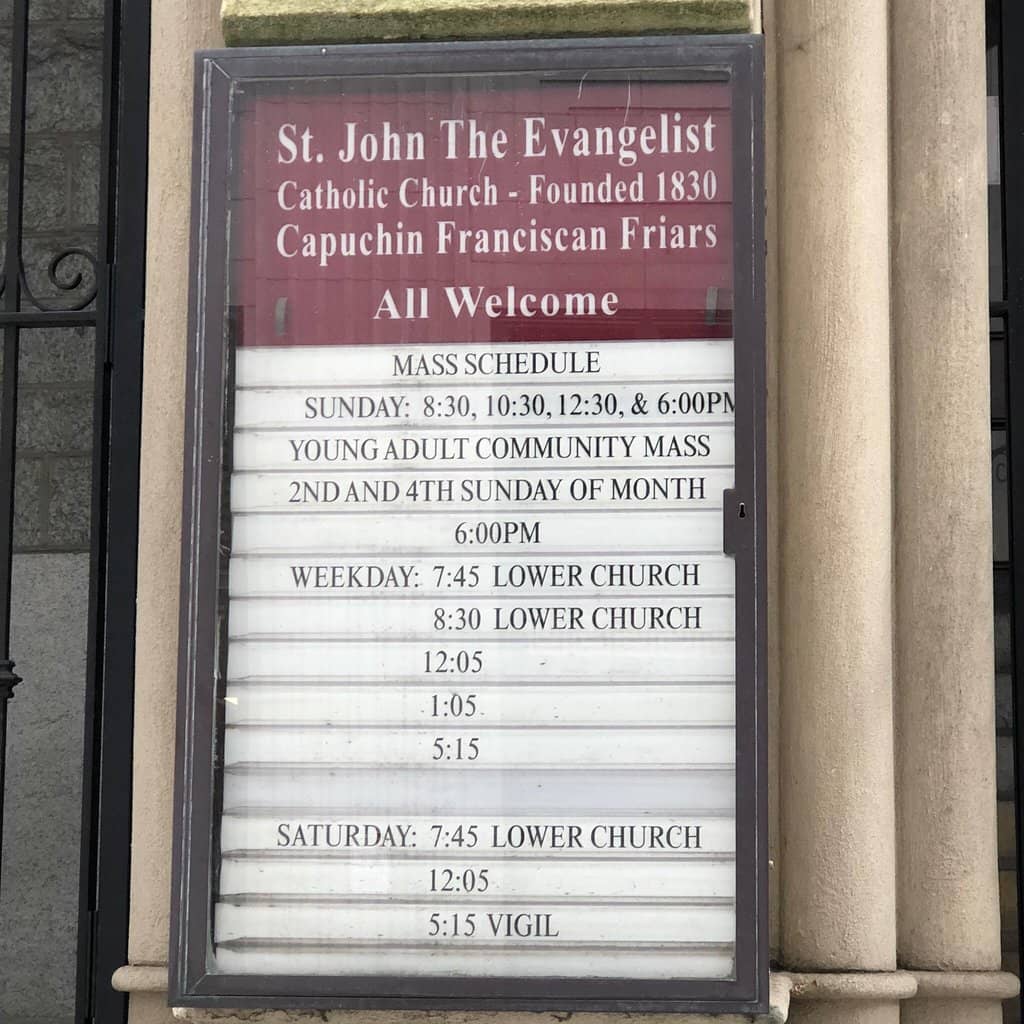 St. John The Evangelist
Catholic Church - Founded 1830
Capuchin Franciscan Friars
All Welcome
MASS SCHEDULE
SUNDAY: 8:30, 10:30, 12:30, & 6:00PM
YOUNG ADULT COMMUNITY MASS
2ND AND 4TH SUNDAY OF MONTH
6:00PM
WEEKDAY: 7:45 LOWER CHURCH
8:30 LOWER CHURCH
12:05
1:05
5:15
SATURDAY: 7:45 LOWER CHURCH
12:05
5:15 VIGIL